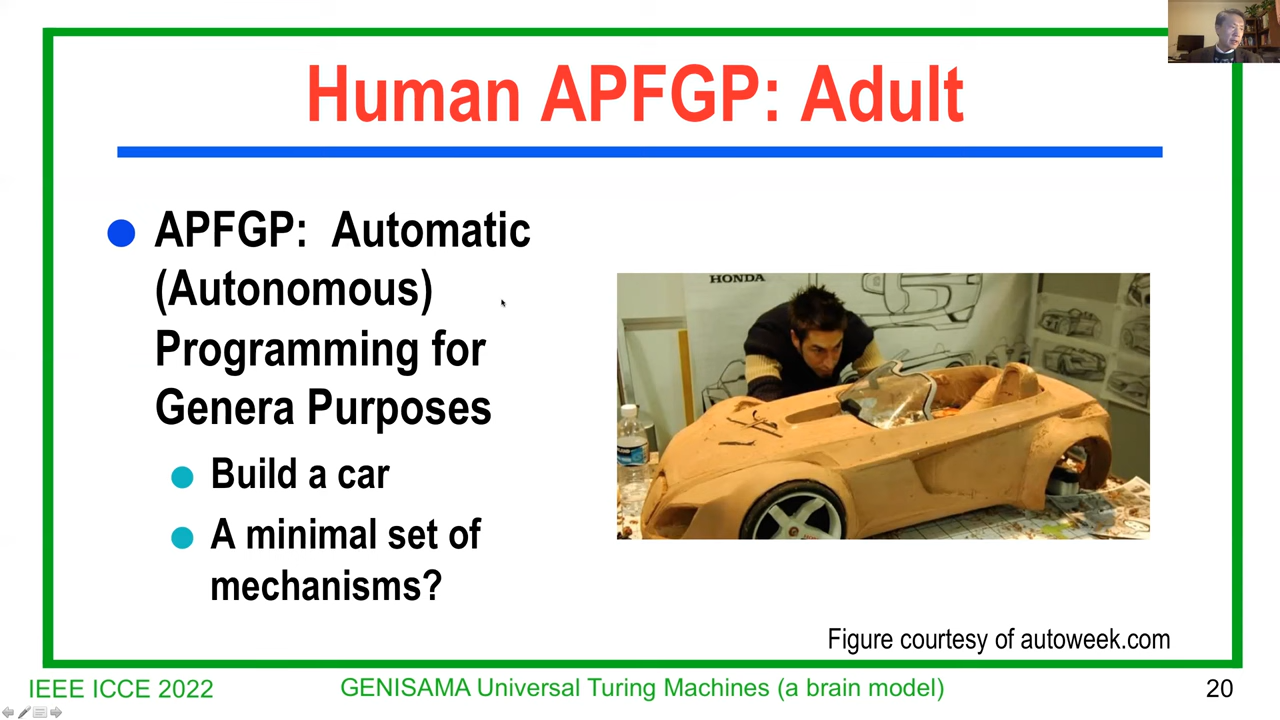 Human APFGP: Adult
APFGP: Automatic
(Autonomous)
Programming for
Genera Purposes
Build a car
A minimal set of
mechanisms?
HONDA
Figure courtesy of autoweek.com
IEEE ICCE 2022
GENISAMA Universal Turing Machines (a brain model)
20